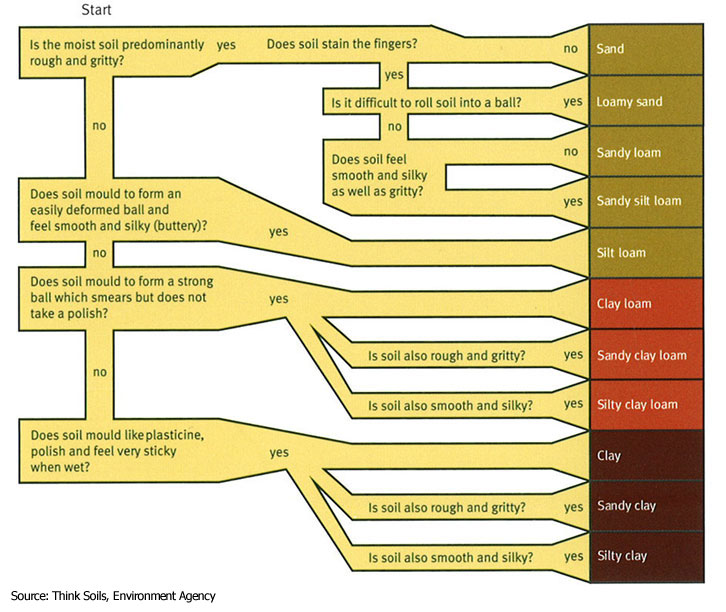 Start
Is the moist soil predominantly
rough and gritty?
yes
Does soil stain the fingers?
no
Sand
yes
Is it difficult to roll soil into a ball?
yes
Loamy sand
no
no
Does soil feel
smooth and silky
as well as gritty?
no
Sandy loam
yes
Sandy silt loam
Does soil mould to form an
easily deformed ball and
feel smooth and silky (buttery)?
yes
Silt loam
no
Does soil mould to form a strong
ball which smears but does not
take a polish?
yes
Clay loam
Is soil also rough and gritty?
yes
Sandy clay loam
no
Is soil also smooth and silky?
yes
Silty clay loam
Does soil mould like plasticine,
polish and feel very sticky
when wet?
yes
Clay
Is soil also rough and gritty?
yes
Sandy clay
Is soil also smooth and silky?
yes
Silty clay
Source: Think Soils, Environment Agency